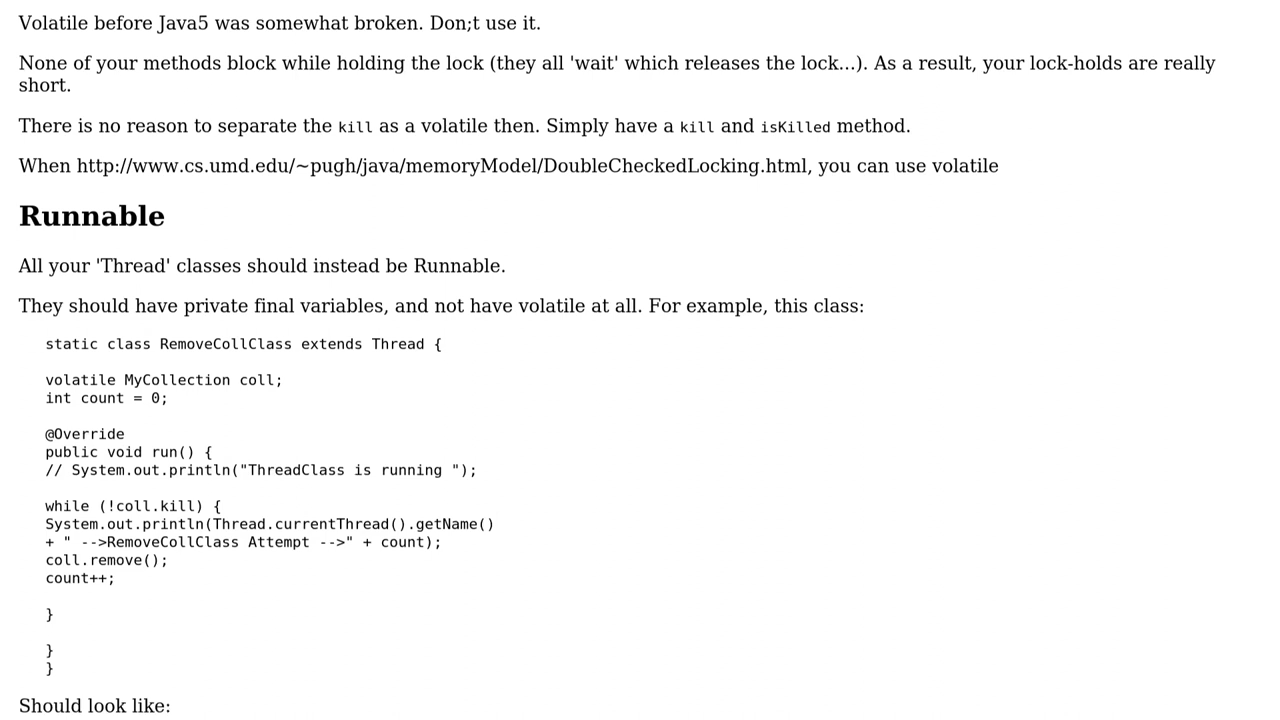 Volatile before Java5 was somewhat broken. Don;t use it.
None of your methods block while holding the lock (they all 'wait' which releases the lock...). As a result, your lock-holds are really
short.
There is no reason to separate the kill as a volatile then. Simply have a kill and isKilled method.
When http://www.cs.umd.edu/~pugh/java/memoryModel/DoubleCheckedLocking.html, you can use volatile
Runnable
All your 'Thread' classes should instead be Runnable.
They should have private final variables, and not have volatile at all. For example, this class:
static class RemoveCollClass extends Thread {
volatile MyCollection coll;
int count = 0;
@Override
public void run() {
// System.out.println("ThreadClass is running ");
while (!coll.kill) {
System.out.println(Thread.currentThread().getName()
+ " -->RemoveCollClass Attempt -->" + count);
coll.remove();
count++;
}
}
}
Should look like: